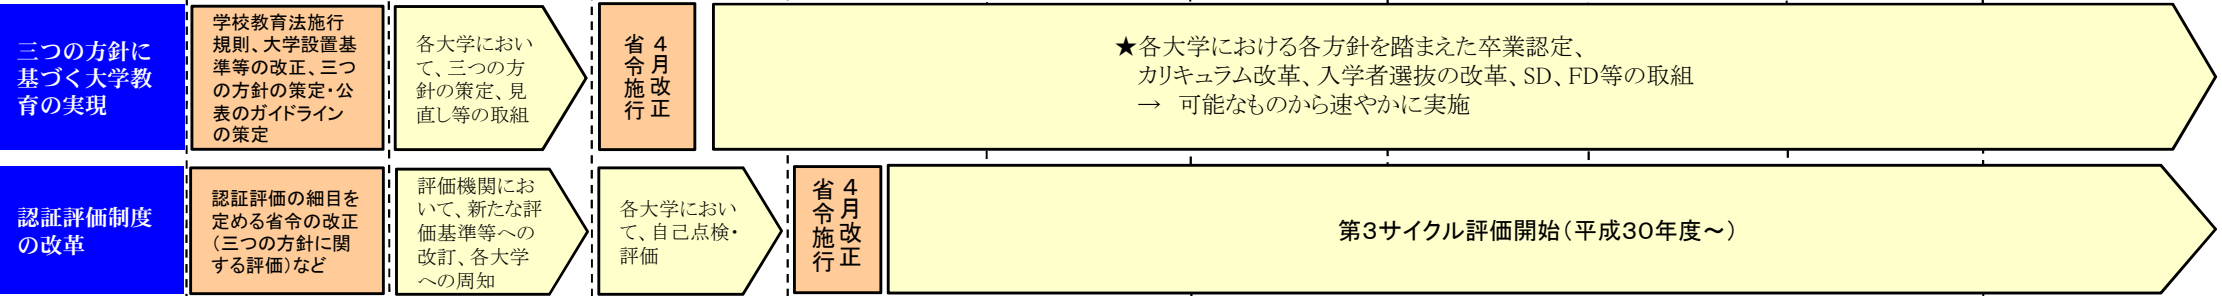 三つの方針に
基づく大学教
育の実現
学校教育法施行
規則、大学設置基
準等の改正、三つ
の方針の策定・公
表のガイドライン
の策定
各大学におい
て、三つの方
針の策定、見
直し等の取組
４月改正
省令施行
★各大学における各方針を踏まえた卒業認定、
カリキュラム改革、入学者選抜の改革、SD、FD等の取組
→ 可能なものから速やかに実施
認証評価制度
の改革
認証評価の細目を
定める省令の改正
（三つの方針に関
する評価）など
評価機関にお
いて、新たな評
価基準等への
改訂、各大学
への周知
各大学におい
て、自己点検・
評価
４月改正
省令施行
第３サイクル評価開始（平成３０年度～）